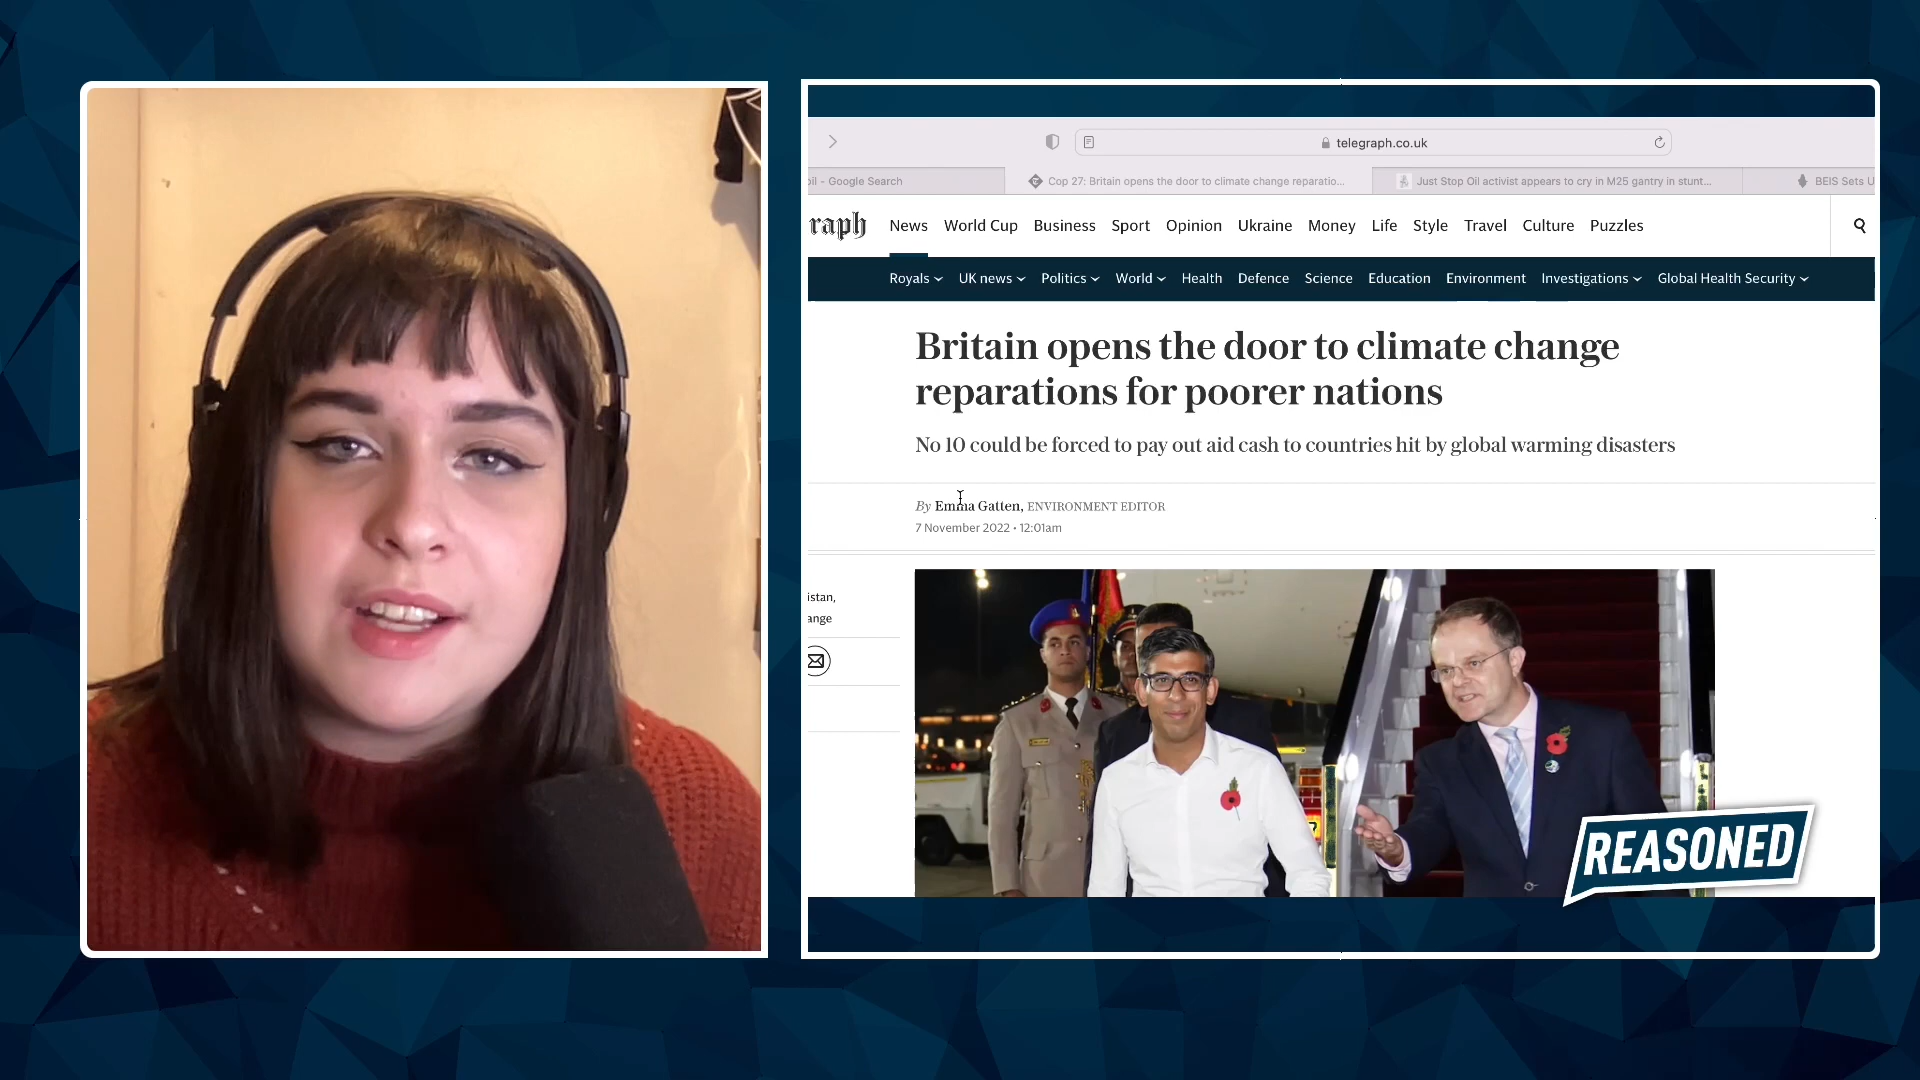 telegraph.co.uk
oil - Google Search
Cop 27: Britain opens the door to climate change reparatio...
Just Stop Oil activist appears to cry in M25 gantry in stunt...
BEIS Sets U
raph
News World Cup Business Sport Opinion Ukraine Money Life Style Travel Culture Puzzles
Royals UK news Politics World Health Defence Science Education Environment Investigations Global Health Security
Britain opens the door to climate change
reparations for poorer nations
No 10 could be forced to pay out aid cash to countries hit by global warming disasters
By Emma Gatten, ENVIRONMENT EDITOR
7 November 2022 • 12:01am
istan,
ange
REASONED